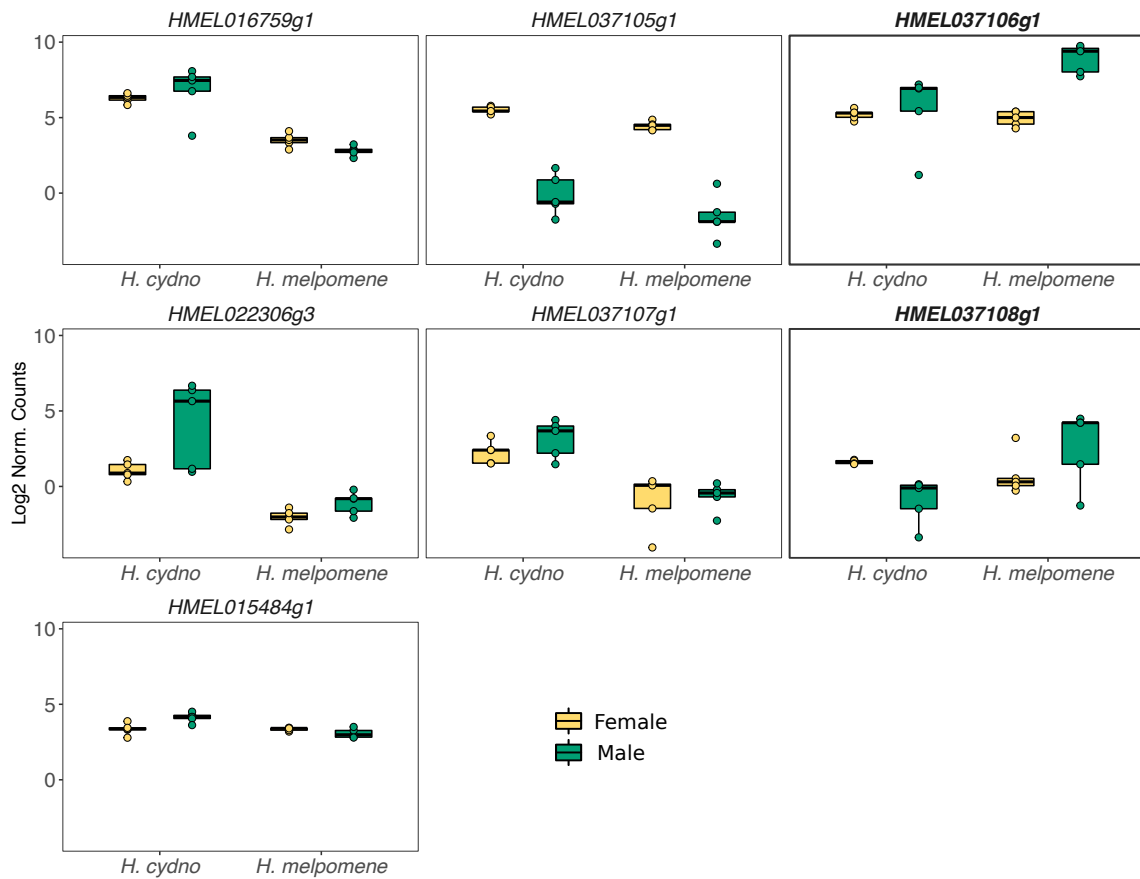 HMEL016759g1
HMEL037105g1
HMEL037106g1
10
5
0
H. cydno
H. melpomene
H. cydno
H. melpomene
H. cydno
H. melpomene
HMEL022306g3
HMEL037107g1
HMEL037108g1
Log2 Norm. Counts
10
5
0
H. cydno
H. melpomene
H. cydno
H. melpomene
H. cydno
H. melpomene
HMEL015484g1
10
5
0
H. cydno
H. melpomene
Female
Male